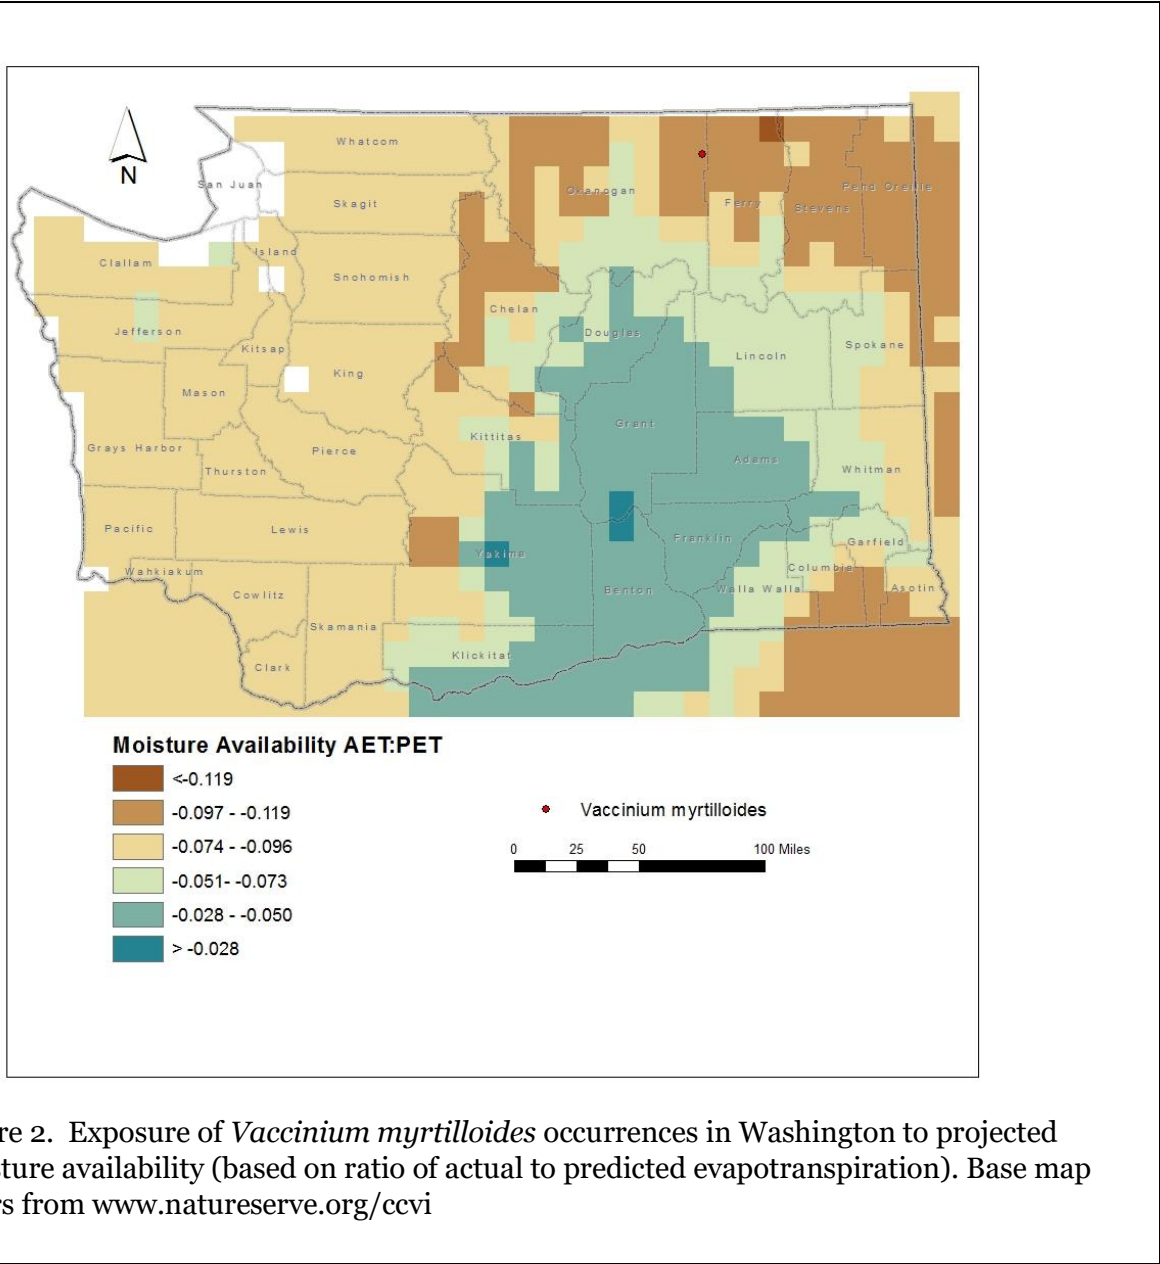 N
Whatcom
San Juan
Skagit
Okanogan
Ferry
Stevens
Pend Oreille
Island
Clallam
Snohomish
Chelan
Jefferson
Douglas
Kitsap
King
Lincoln
Spokane
Mason
Grant
Kittitas
Grays Harbor
Pierce
Adams
Thurston
Whitman
Pacific
Lewis
Franklin
Garfield
Yakima
Wahkiakum
Columbia
Cowlitz
Benton
Walla Walla
Asotin
Skamania
Klickitat
Clark
Moisture Availability AET:PET
<-0.119
-0.097 - -0.119
-0.074 - -0.096
-0.051- -0.073
-0.028 - -0.050
> -0.028
Vaccinium myrtilloides
0 25 50 100 Miles
re 2. Exposure of Vaccinium myrtilloides occurrences in Washington to projected
sture availability (based on ratio of actual to predicted evapotranspiration). Base map
rs from www.natureserve.org/ccvi